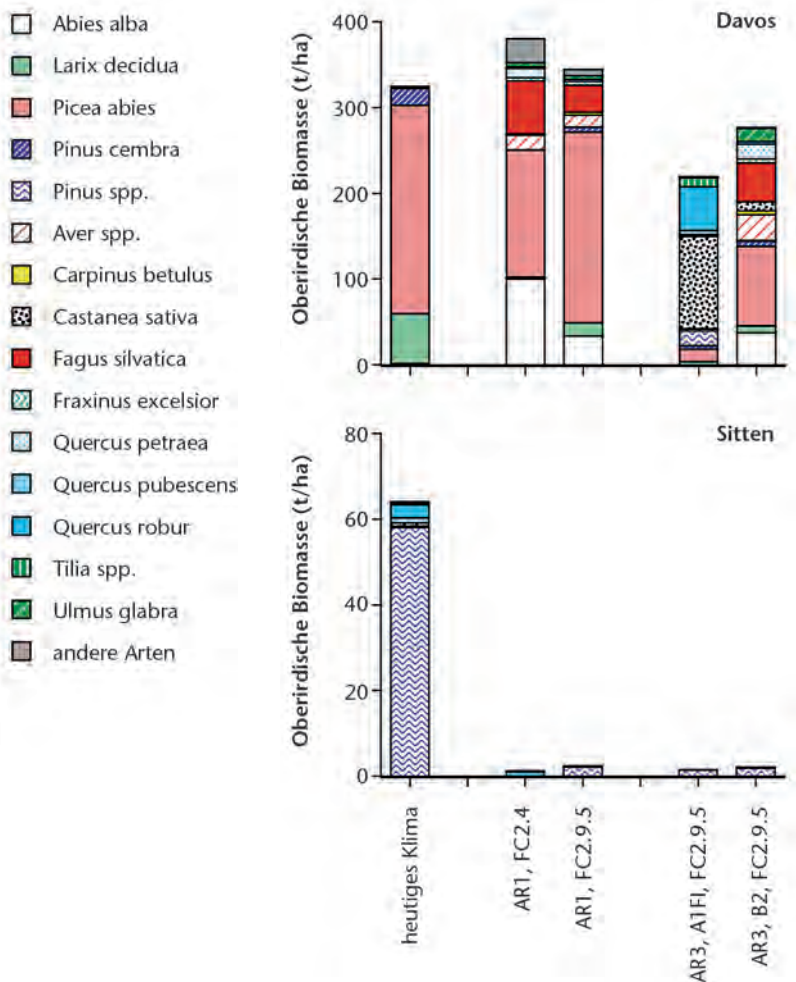 Abies alba
Larix decidua
Picea abies
Pinus cembra
Pinus spp.
Aver spp.
Carpinus betulus
Castanea sativa
Fagus silvatica
Fraxinus excelsior
Quercus petraea
Quercus pubescens
Quercus robur
Tilia spp.
Ulmus glabra
andere Arten
Davos
Oberirdische Biomasse (t/ha)
400
300
200
100
0
Sitten
Oberirdische Biomasse (t/ha)
80
60
40
20
0
heutiges Klima
AR1, FC2.4
AR1, FC2.9.5
AR3, A1FI, FC2.9.5
AR3, B2, FC2.9.5